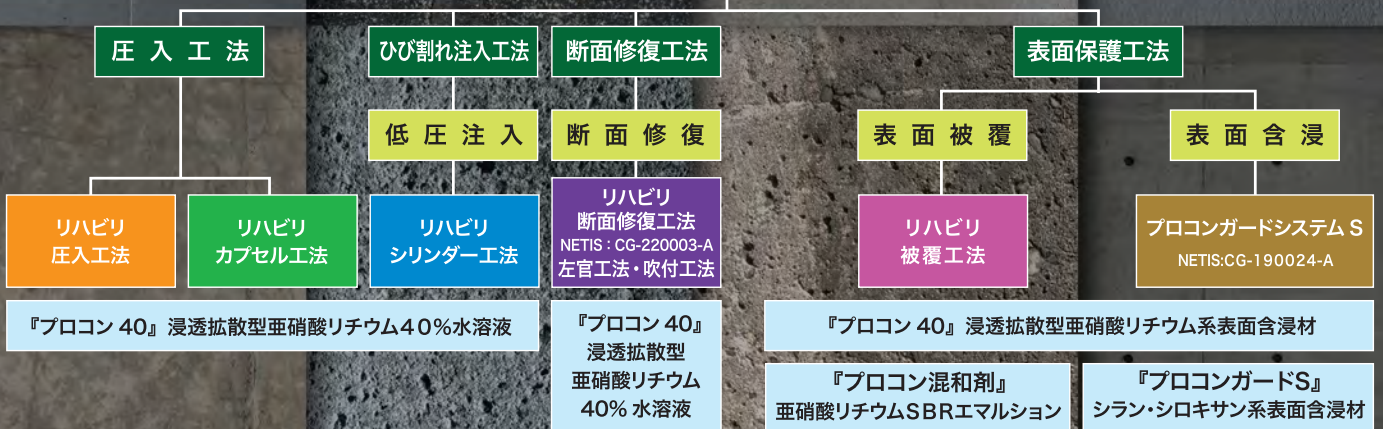 圧入工法
ひび割れ注入工法
断面修復工法
表面保護工法
低圧注入
断面修復
表面被覆
表面含浸
リハビリ
圧入工法
リハビリ
カプセル工法
リハビリ
シリンダー工法
リハビリ
断面修復工法
NETIS：CG-220003-A
左官工法・吹付工法
リハビリ
被覆工法
プロコンガードシステム S
NETIS:CG-190024-A
『プロコン 40』浸透拡散型亜硝酸リチウム40%水溶液
『プロコン 40』
浸透拡散型
亜硝酸リチウム
40% 水溶液
『プロコン 40』浸透拡散型亜硝酸リチウム系表面含浸材
『プロコン混和剤』
亜硝酸リチウムSBRエマルション
『プロコンガードS』
シラン・シロキサン系表面含浸材